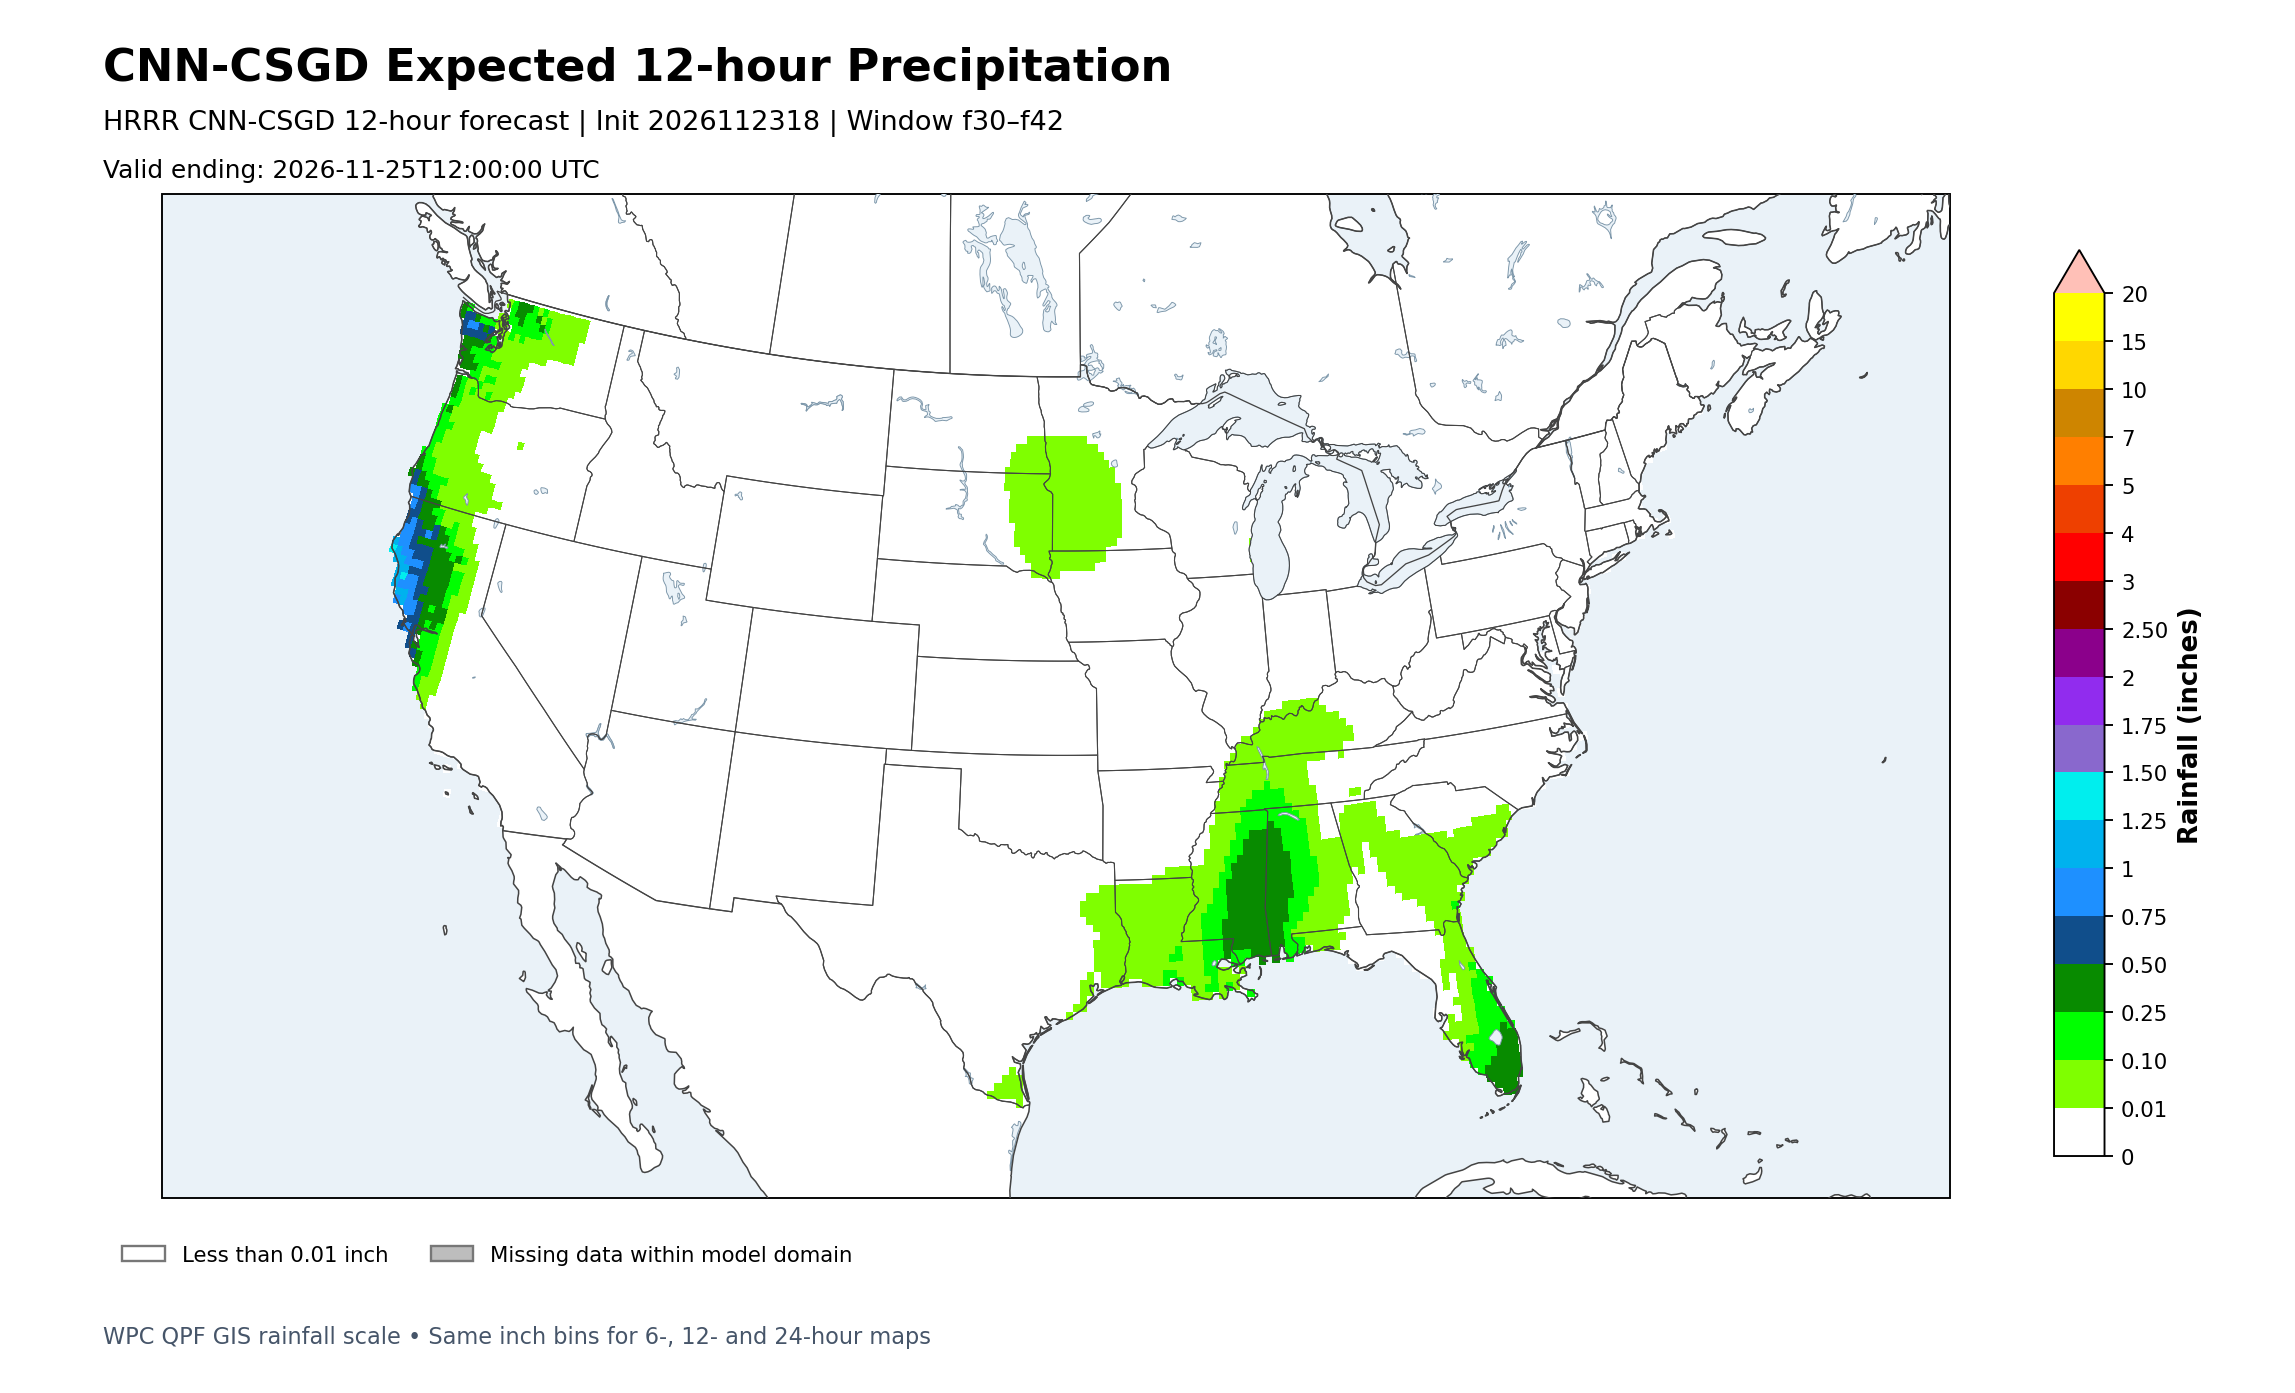 CNN-CSGD Expected 12-hour Precipitation
HRRR CNN-CSGD 12-hour forecast | Init 2026112318 | Window f30–f42
Valid ending: 2026-11-25T12:00:00 UTC
20
15
10
7
5
4
3
2.50
2
1.75
1.50
1.25
1
0.75
0.50
0.25
0.10
0.01
0
Rainfall (inches)
Less than 0.01 inch
Missing data within model domain
WPC QPF GIS rainfall scale • Same inch bins for 6-, 12- and 24-hour maps